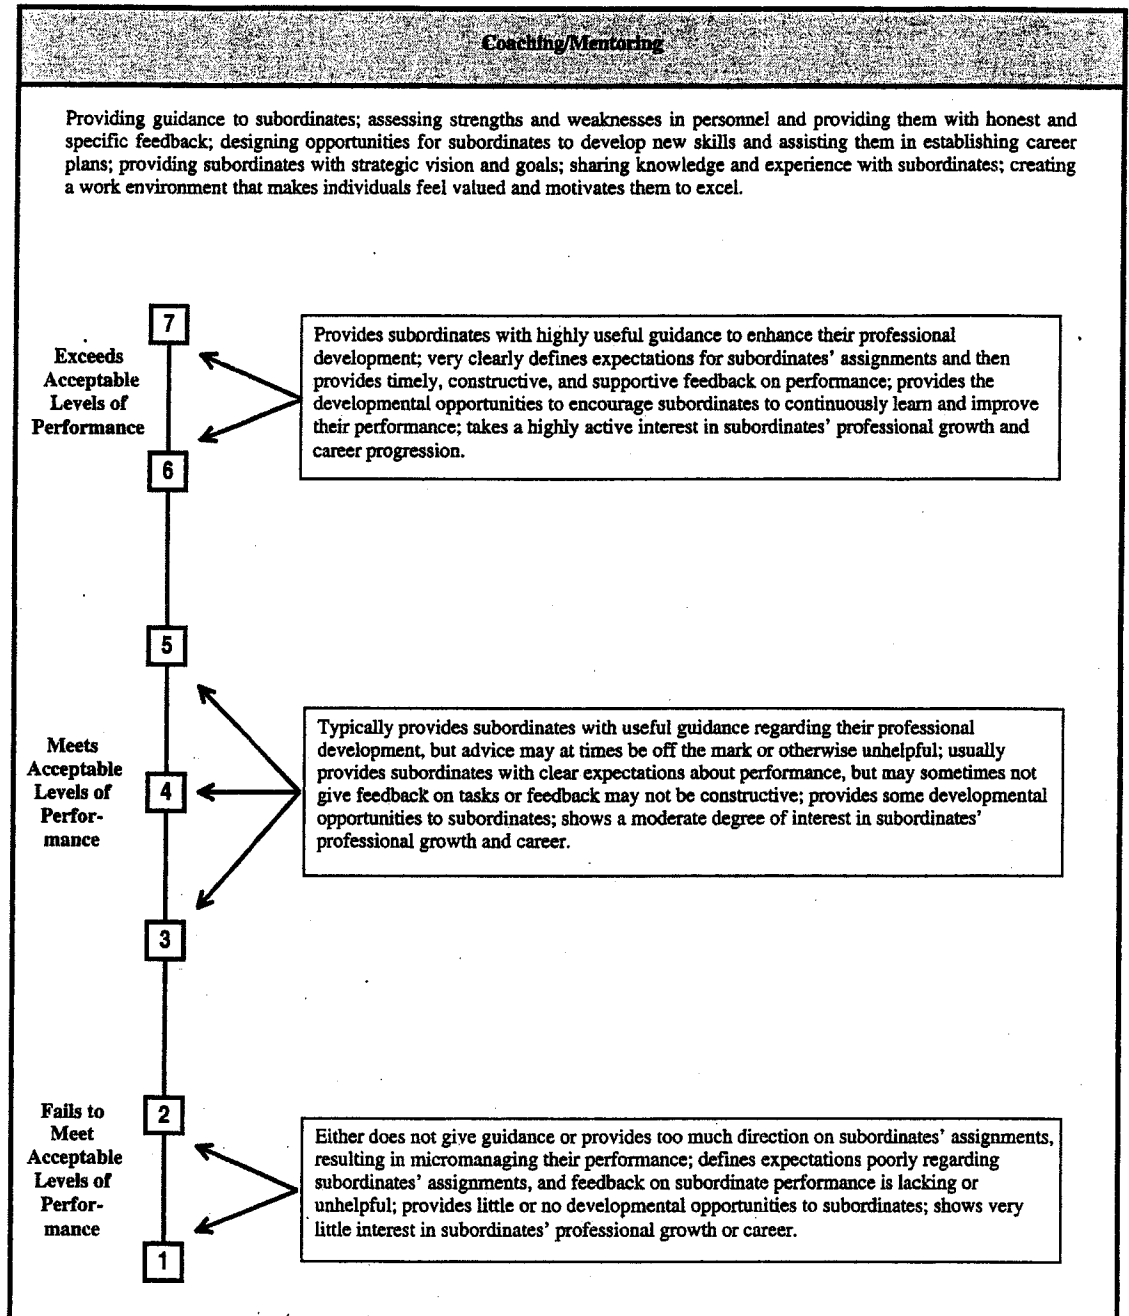 Coaching/Mentoring
Providing guidance to subordinates; assessing strengths and weaknesses in personnel and providing them with honest and
specific feedback; designing opportunities for subordinates to develop new skills and assisting them in establishing career
plans; providing subordinates with strategic vision and goals; sharing knowledge and experience with subordinates; creating
a work environment that makes individuals feel valued and motivates them to excel.
7
Exceeds
Acceptable
Levels of
Performance
Provides subordinates with highly useful guidance to enhance their professional
development; very clearly defines expectations for subordinates' assignments and then
provides timely, constructive, and supportive feedback on performance; provides the
developmental opportunities to encourage subordinates to continuously learn and improve
their performance; takes a highly active interest in subordinates' professional growth and
career progression.
6
5
Meets
Acceptable
Levels of
Perfor-
mance
4
Typically provides subordinates with useful guidance regarding their professional
development, but advice may at times be off the mark or otherwise unhelpful; usually
provides subordinates with clear expectations about performance, but may sometimes not
give feedback on tasks or feedback may not be constructive; provides some developmental
opportunities to subordinates; shows a moderate degree of interest in subordinates'
professional growth and career.
3
2
Fails to
Meet
Acceptable
Levels of
Perfor-
mance
Either does not give guidance or provides too much direction on subordinates' assignments,
resulting in micromanaging their performance; defines expectations poorly regarding
subordinates' assignments, and feedback on subordinate performance is lacking or
unhelpful; provides little or no developmental opportunities to subordinates; shows very
little interest in subordinates' professional growth or career.
1